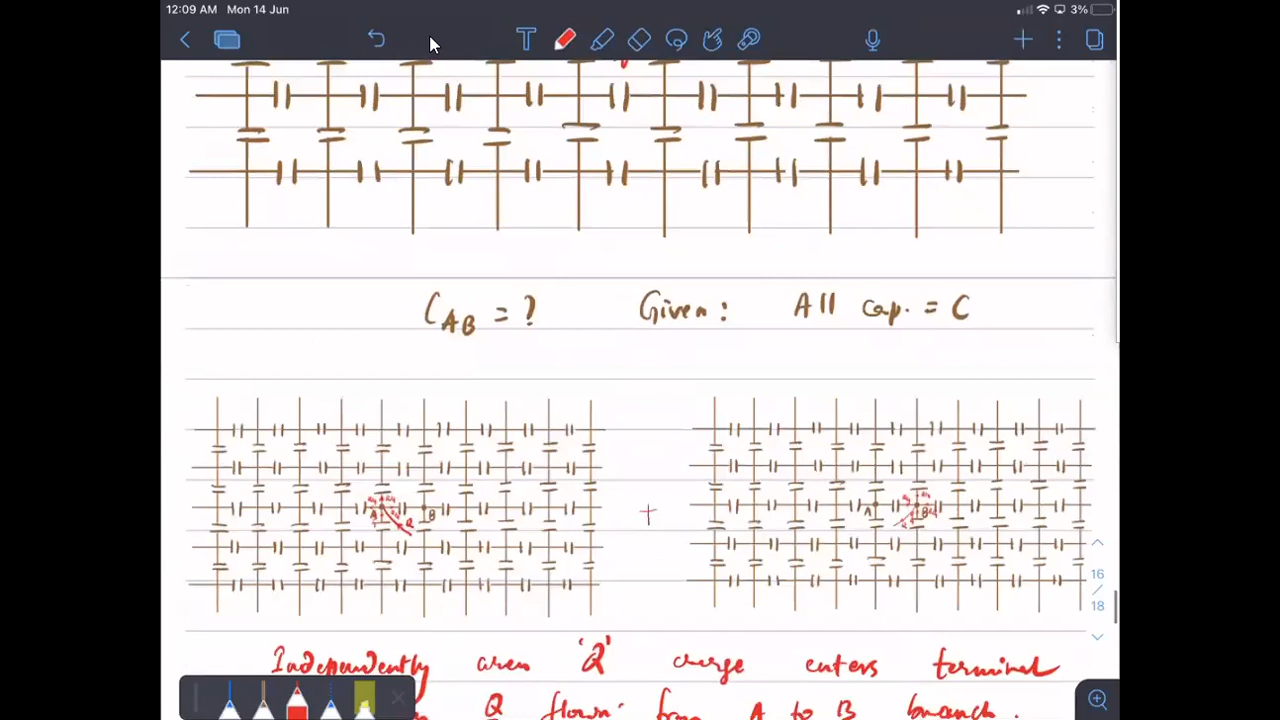 12:09 AM Mon 14 Jun 3%
T
C_AB = ? Given: All cap. = C
A B + A B
16
/
18
Independently when 'Q' charge enters terminal
Q flows from A to B branch.